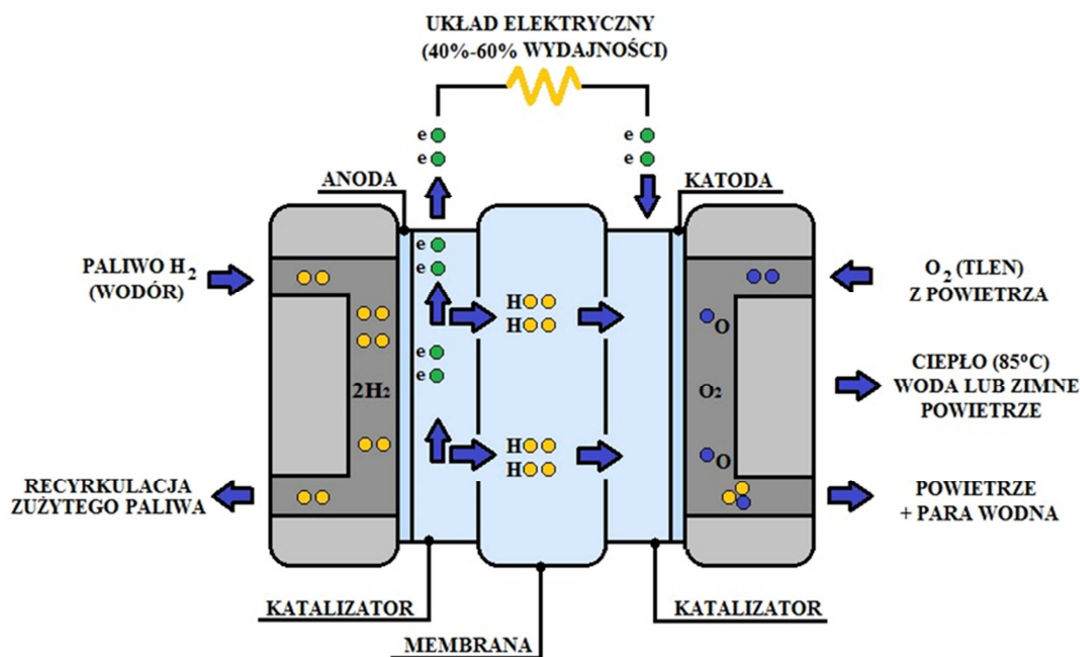 UKŁAD ELEKTRYCZNY
(40%-60% WYDAJNOŚCI)
e
e
e
e
ANODA
KATODA
PALIWO H₂
(WODÓR)
e
e
H
H
O
O₂ (TLEN)
Z POWIETRZA
e
e
2H₂
O₂
CIEPŁO (85⁰C)
WODA LUB ZIMNE
POWIETRZE
H
H
O
RECYRKULACJA
ZUŻYTEGO PALIWA
POWIETRZE
+ PARA WODNA
KATALIZATOR
KATALIZATOR
MEMBRANA